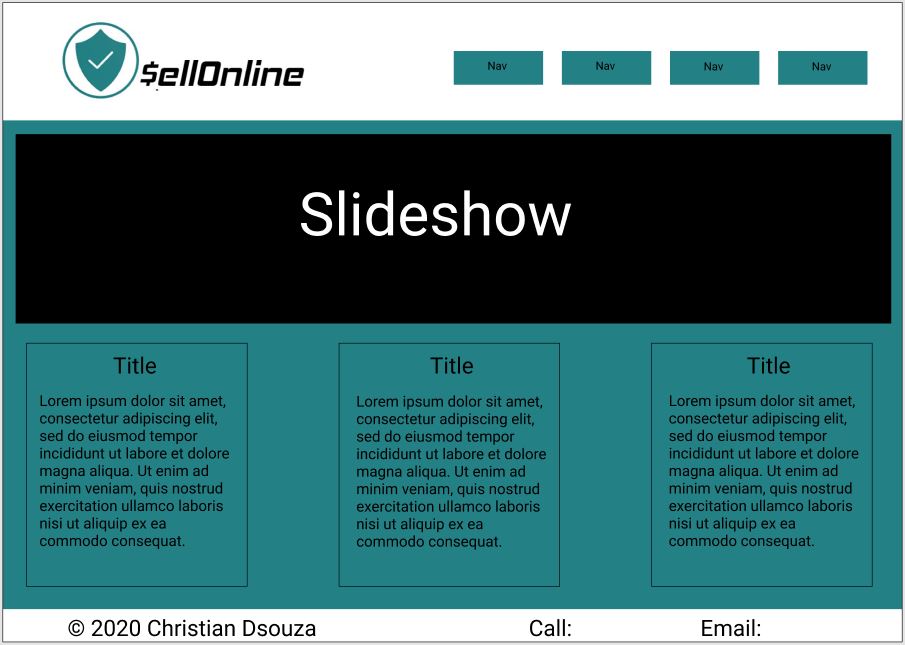 $ellOnline
Nav Nav Nav Nav
Slideshow
Title
Lorem ipsum dolor sit amet,
consectetur adipiscing elit,
sed do eiusmod tempor
incididunt ut labore et dolore
magna aliqua. Ut enim ad
minim veniam, quis nostrud
exercitation ullamco laboris
nisi ut aliquip ex ea
commodo consequat.
Title
Lorem ipsum dolor sit amet,
consectetur adipiscing elit,
sed do eiusmod tempor
incididunt ut labore et dolore
magna aliqua. Ut enim ad
minim veniam, quis nostrud
exercitation ullamco laboris
nisi ut aliquip ex ea
commodo consequat.
Title
Lorem ipsum dolor sit amet,
consectetur adipiscing elit,
sed do eiusmod tempor
incididunt ut labore et dolore
magna aliqua. Ut enim ad
minim veniam, quis nostrud
exercitation ullamco laboris
nisi ut aliquip ex ea
commodo consequat.
© 2020 Christian Dsouza Call: Email: